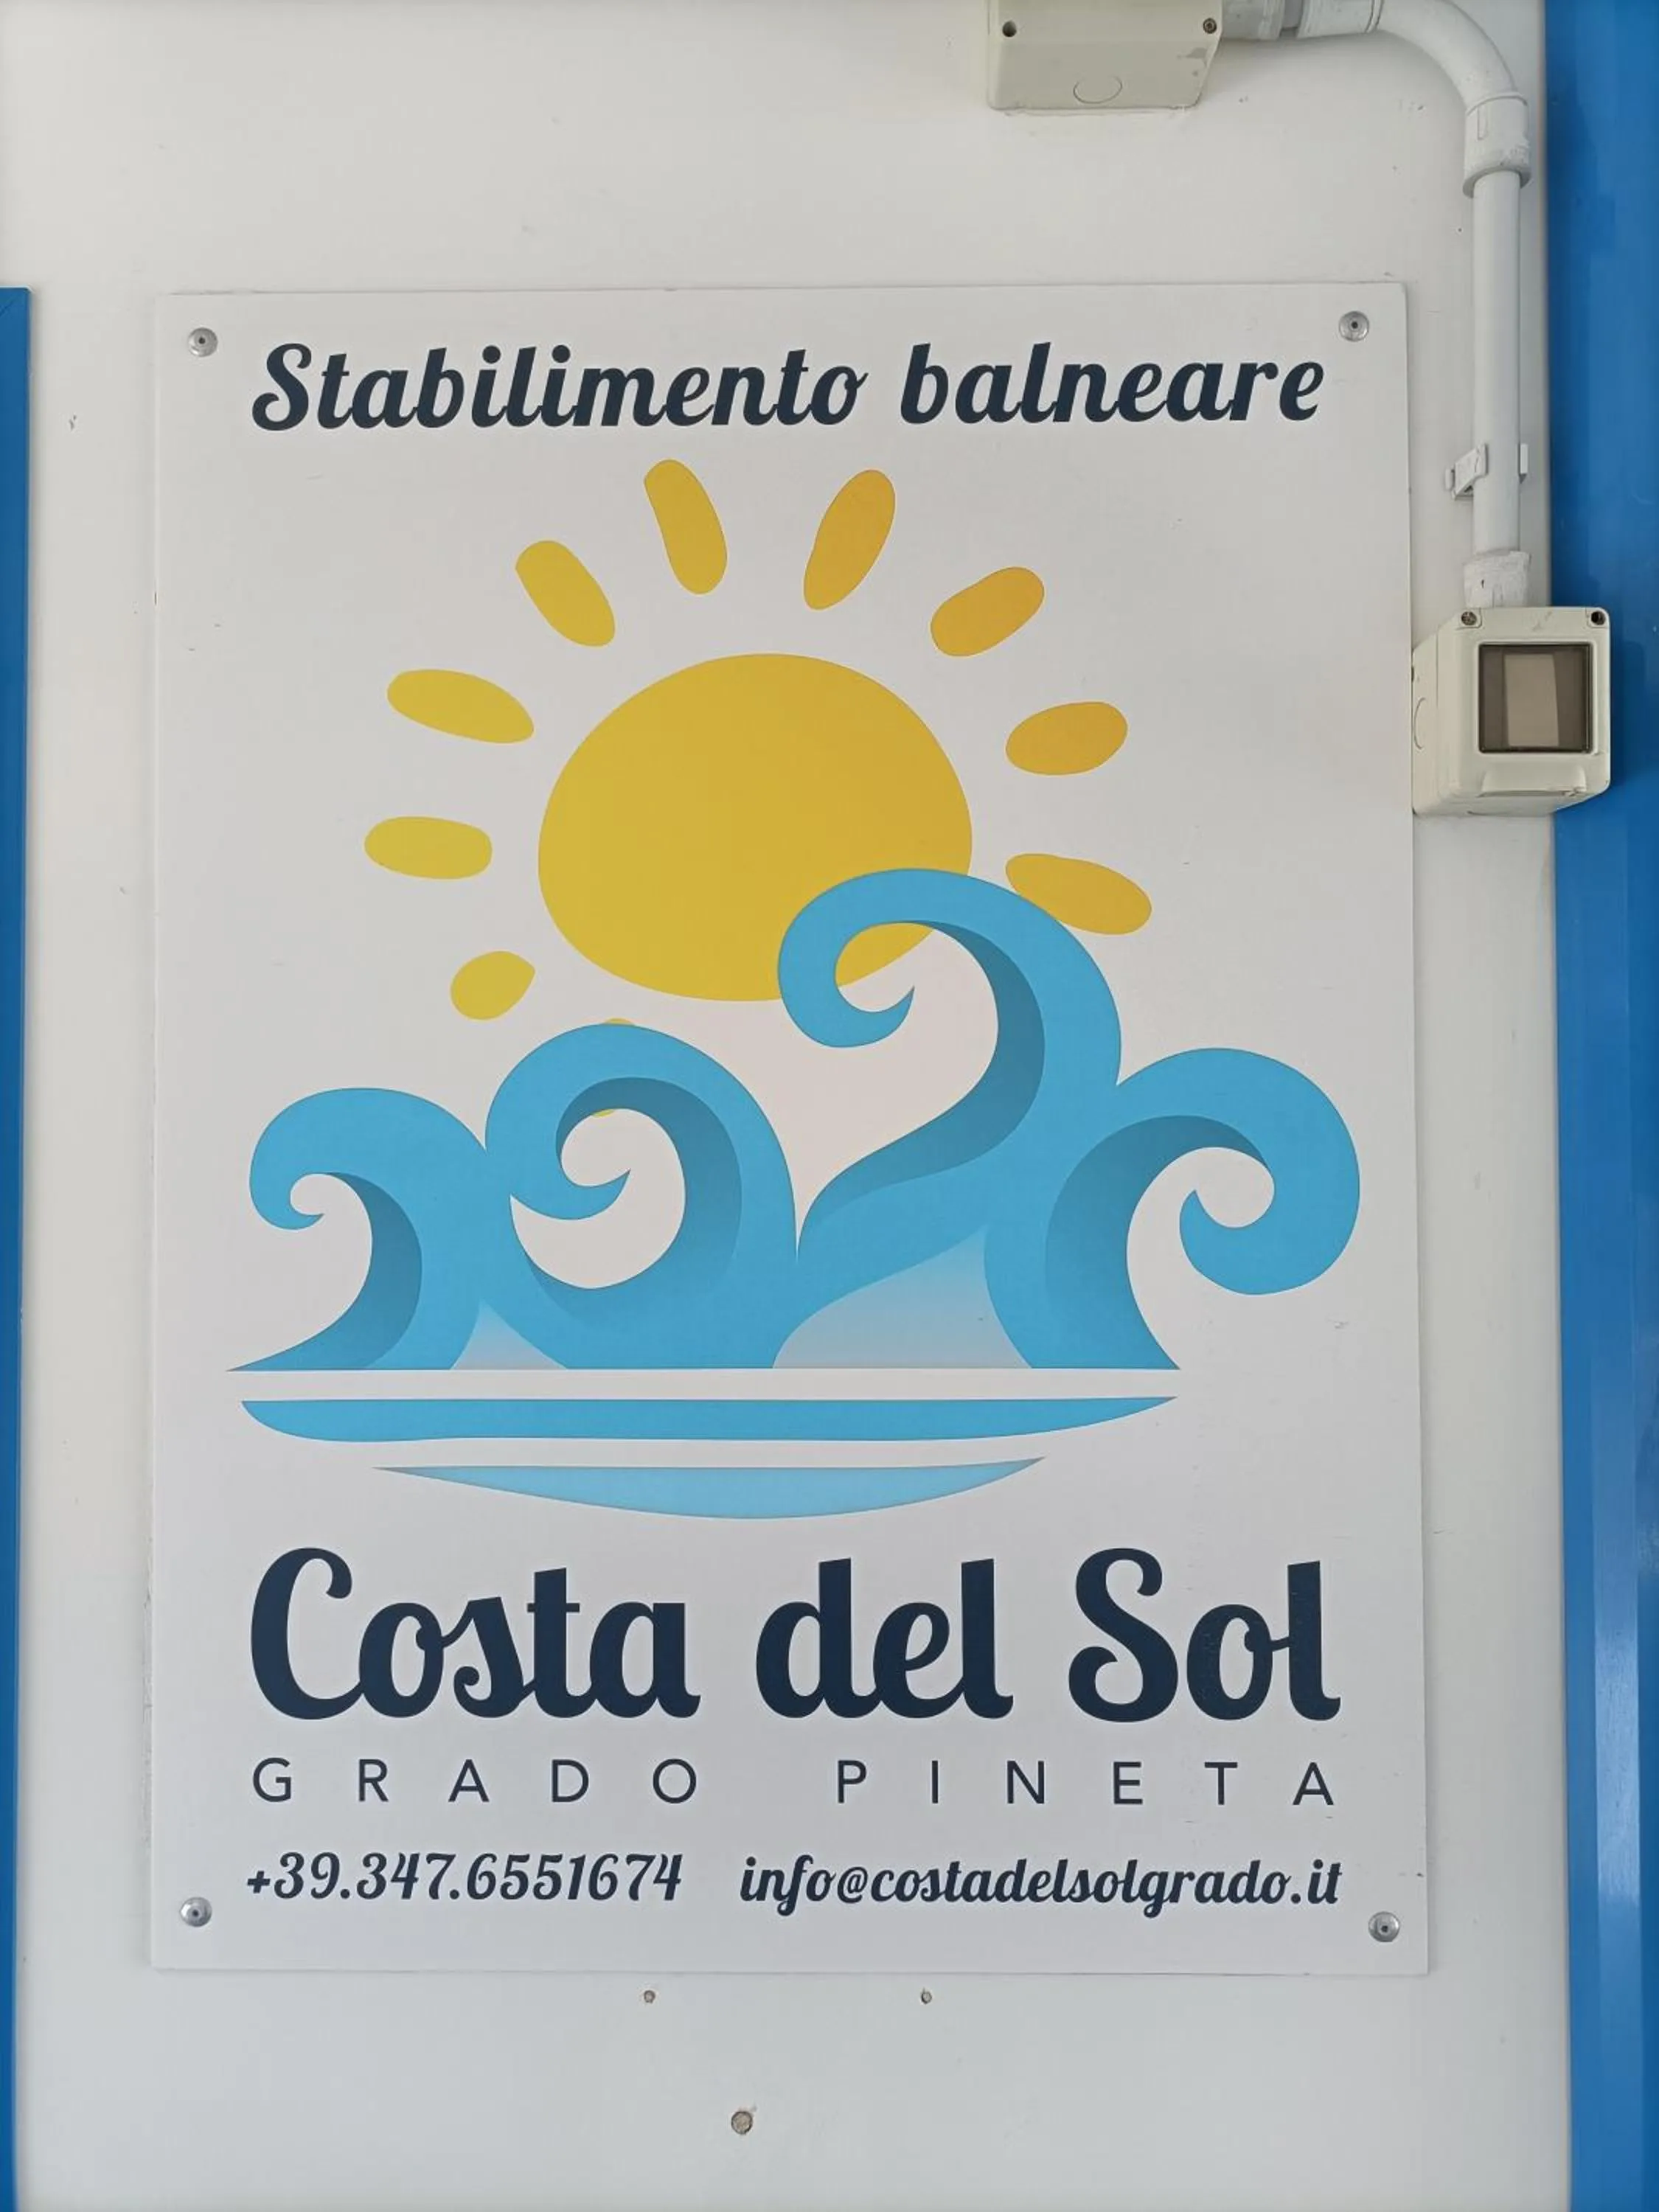 Stabilimento balneare
Costa del Sol
GRADO PINETA
+39.347.6551674 info@costadelsolgrado.it